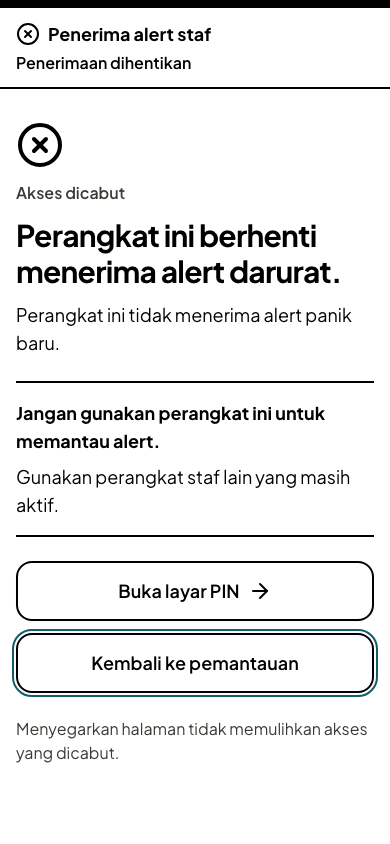 Penerima alert staf
Penerimaan dihentikan
Akses dicabut
Perangkat ini berhenti
menerima alert darurat.
Perangkat ini tidak menerima alert panik
baru.
Jangan gunakan perangkat ini untuk
memantau alert.
Gunakan perangkat staf lain yang masih
aktif.
Buka layar PIN →
Kembali ke pemantauan
Menyegarkan halaman tidak memulihkan akses
yang dicabut.